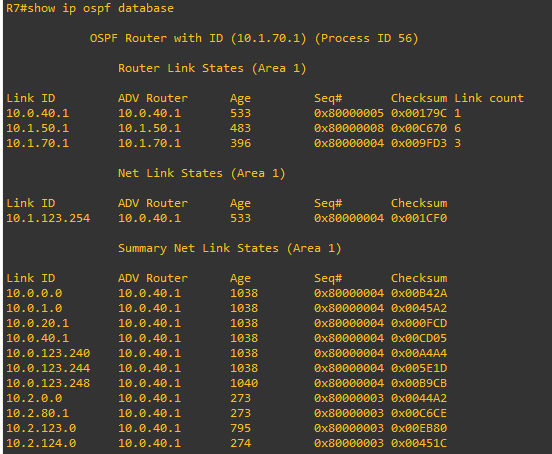 R7#show ip ospf database
OSPF Router with ID (10.1.70.1) (Process ID 56)
Router Link States (Area 1)
Link ID ADV Router Age Seq# Checksum Link count
10.0.40.1 10.0.40.1 533 0x80000005 0x00179C 1
10.1.50.1 10.1.50.1 483 0x80000008 0x00C670 6
10.1.70.1 10.1.70.1 396 0x80000004 0x009FD3 3
Net Link States (Area 1)
Link ID ADV Router Age Seq# Checksum
10.1.123.254 10.0.40.1 533 0x80000004 0x001CF0
Summary Net Link States (Area 1)
Link ID ADV Router Age Seq# Checksum
10.0.0.0 10.0.40.1 1038 0x80000004 0x00B42A
10.0.1.0 10.0.40.1 1038 0x80000004 0x0045A2
10.0.20.1 10.0.40.1 1038 0x80000004 0x000FCD
10.0.40.1 10.0.40.1 1038 0x80000004 0x00CD05
10.0.123.240 10.0.40.1 1038 0x80000004 0x00A4A4
10.0.123.244 10.0.40.1 1038 0x80000004 0x005E1D
10.0.123.248 10.0.40.1 1040 0x80000004 0x00B9CB
10.2.0.0 10.0.40.1 273 0x80000003 0x0044A2
10.2.80.1 10.0.40.1 273 0x80000003 0x00C6CE
10.2.123.0 10.0.40.1 795 0x80000003 0x00EB80
10.2.124.0 10.0.40.1 274 0x80000003 0x00451C